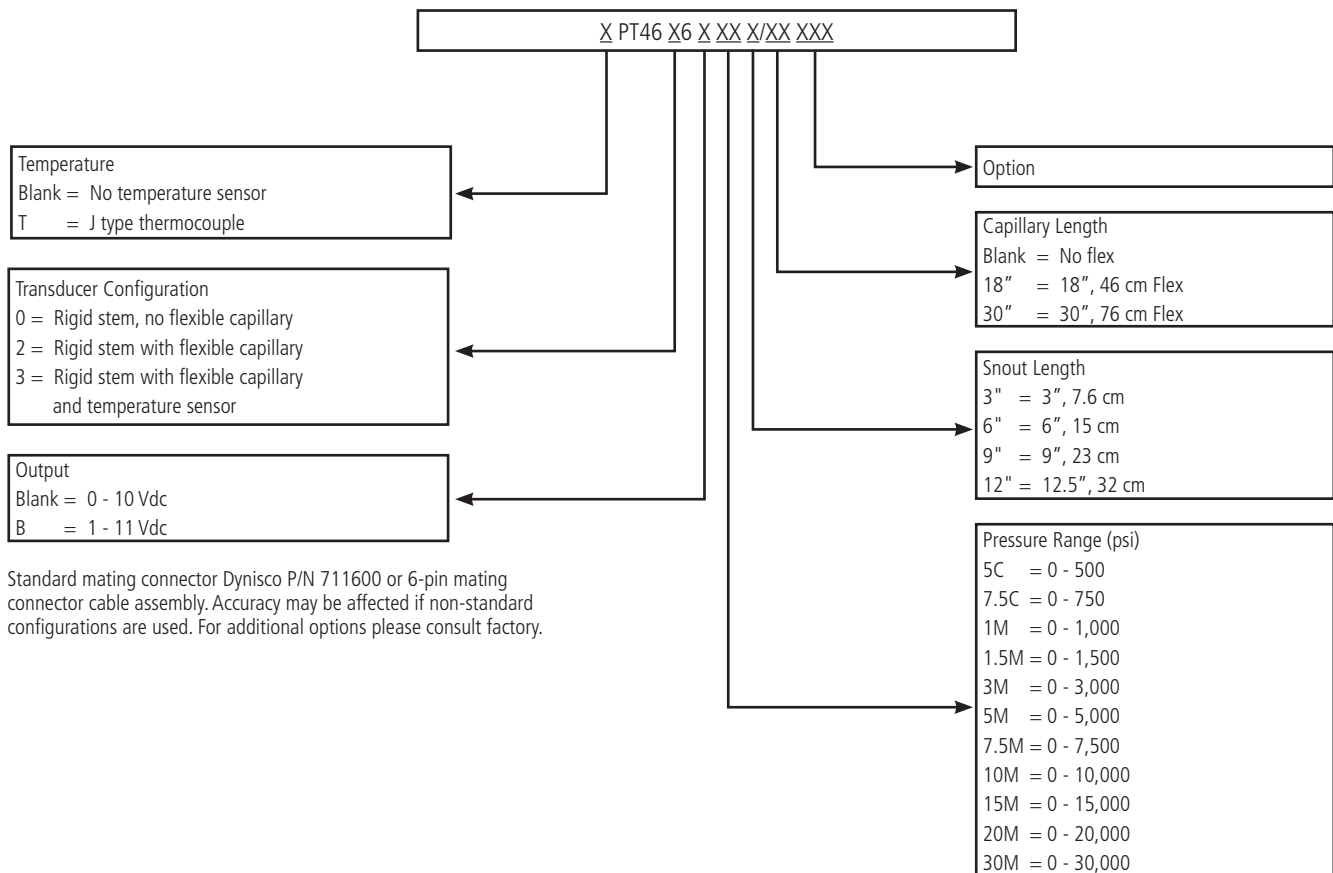 X PT46 X6 X XX X/XX XXX
Temperature
Blank = No temperature sensor
T = J type thermocouple
Transducer Configuration
0 = Rigid stem, no flexible capillary
2 = Rigid stem with flexible capillary
3 = Rigid stem with flexible capillary
and temperature sensor
Output
Blank = 0 - 10 Vdc
B = 1 - 11 Vdc
Standard mating connector Dynisco P/N 711600 or 6-pin mating
connector cable assembly. Accuracy may be affected if non-standard
configurations are used. For additional options please consult factory.
Option
Capillary Length
Blank = No flex
18” = 18”, 46 cm Flex
30” = 30”, 76 cm Flex
Snout Length
3" = 3”, 7.6 cm
6" = 6”, 15 cm
9" = 9”, 23 cm
12" = 12.5”, 32 cm
Pressure Range (psi)
5C = 0 - 500
7.5C = 0 - 750
1M = 0 - 1,000
1.5M = 0 - 1,500
3M = 0 - 3,000
5M = 0 - 5,000
7.5M = 0 - 7,500
10M = 0 - 10,000
15M = 0 - 15,000
20M = 0 - 20,000
30M = 0 - 30,000